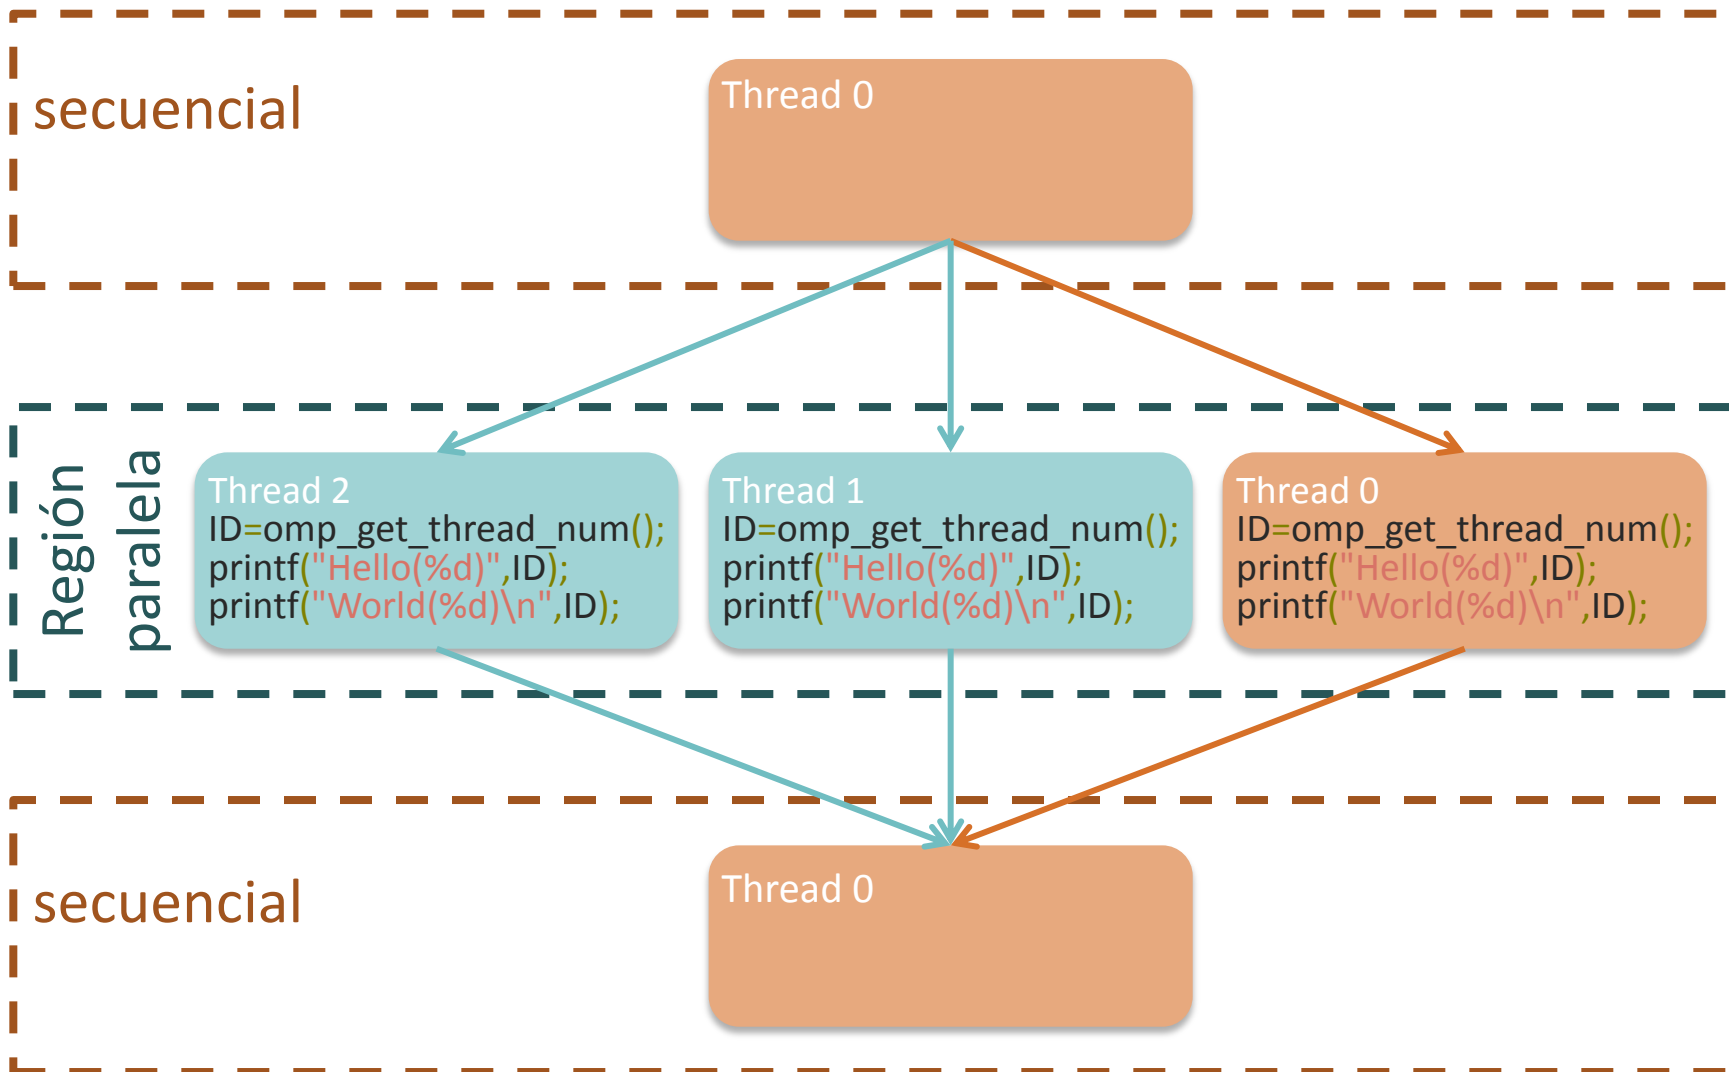 secuencial
Thread 0
Región
paralela
Thread 2
ID=omp_get_thread_num();
printf("Hello(%d)",ID);
printf("World(%d)\n",ID);
Thread 1
ID=omp_get_thread_num();
printf("Hello(%d)",ID);
printf("World(%d)\n",ID);
Thread 0
ID=omp_get_thread_num();
printf("Hello(%d)",ID);
printf("World(%d)\n",ID);
secuencial
Thread 0